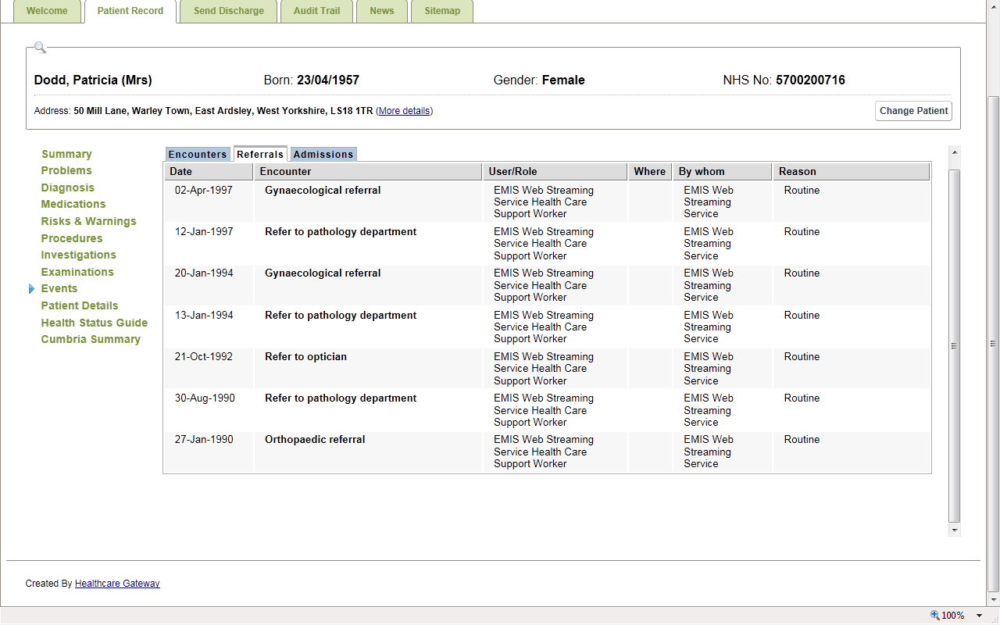 Welcome Patient Record Send Discharge Audit Trail News Sitemap
Dodd, Patricia (Mrs) Born: 23/04/1957 Gender: Female NHS No: 5700200716
Address: 50 Mill Lane, Warley Town, East Ardsley, West Yorkshire, LS18 1TR (More details) Change Patient
Summary
Problems
Diagnosis
Medications
Risks & Warnings
Procedures
Investigations
Examinations
Events
Patient Details
Health Status Guide
Cumbria Summary
Encounters Referrals Admissions
Date Encounter User/Role Where By whom Reason
02-Apr-1997 Gynaecological referral EMIS Web Streaming EMIS Web Routine
Service Health Care Streaming
Support Worker Service
12-Jan-1997 Refer to pathology department EMIS Web Streaming EMIS Web Routine
Service Health Care Streaming
Support Worker Service
20-Jan-1994 Gynaecological referral EMIS Web Streaming EMIS Web Routine
Service Health Care Streaming
Support Worker Service
13-Jan-1994 Refer to pathology department EMIS Web Streaming EMIS Web Routine
Service Health Care Streaming
Support Worker Service
21-Oct-1992 Refer to optician EMIS Web Streaming EMIS Web Routine
Service Health Care Streaming
Support Worker Service
30-Aug-1990 Refer to pathology department EMIS Web Streaming EMIS Web Routine
Service Health Care Streaming
Support Worker Service
27-Jan-1990 Orthopaedic referral EMIS Web Streaming EMIS Web Routine
Service Health Care Streaming
Support Worker Service
Created By Healthcare Gateway
100%